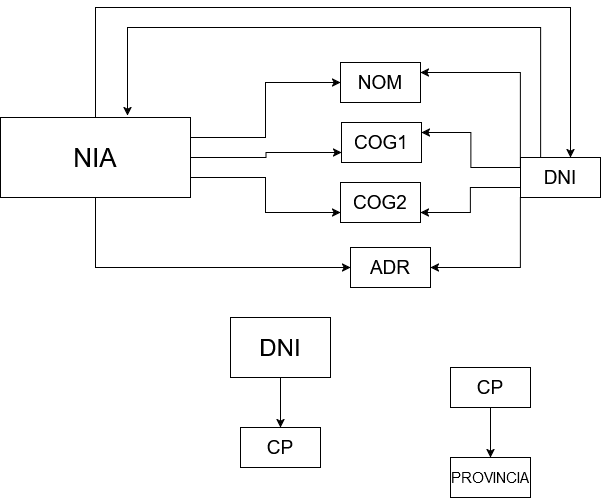 NOM
NIA
COG1
DNI
COG2
ADR
DNI
CP
CP
PROVINCIA